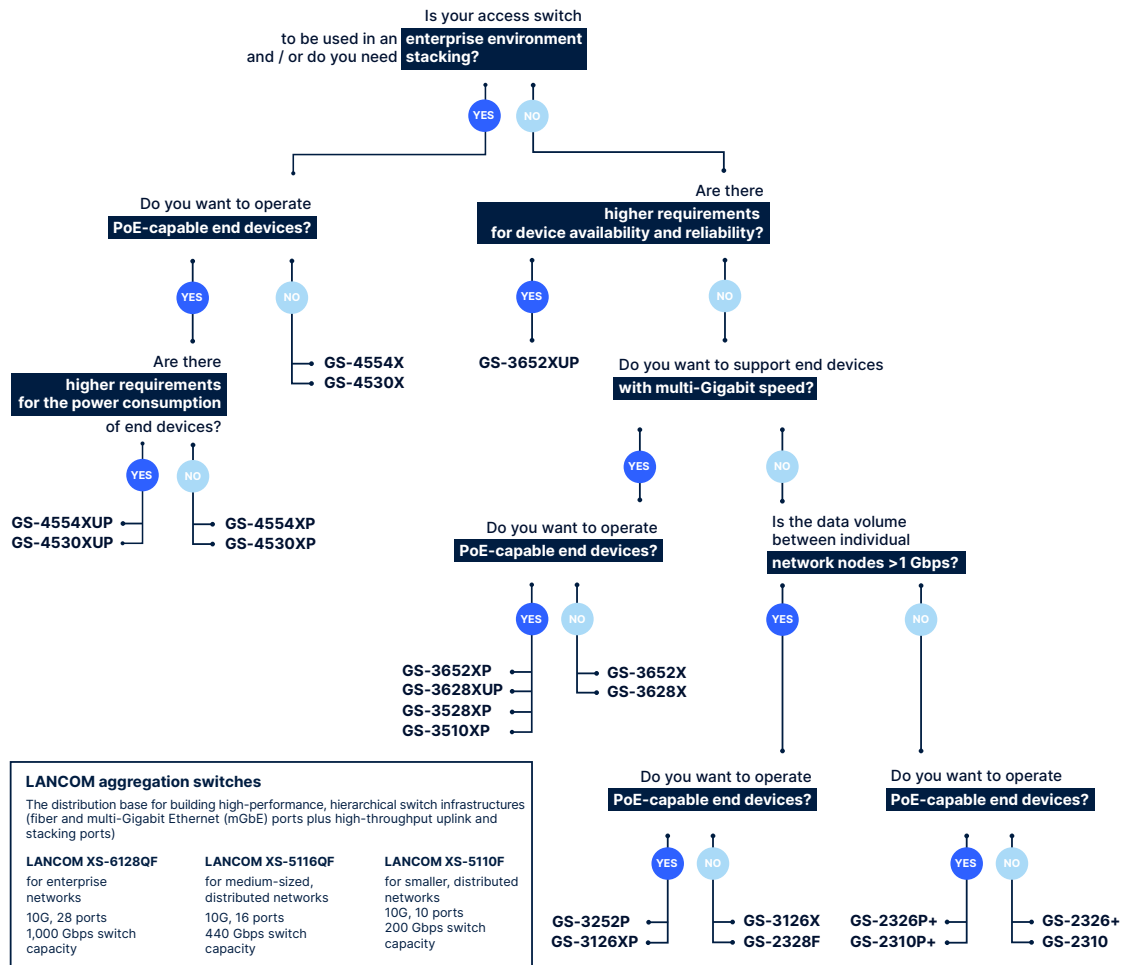 Is your access switch
to be used in an enterprise environment
and / or do you need stacking?
YES
NO
Do you want to operate
PoE-capable end devices?
Are there
higher requirements
for device availability and reliability?
YES
NO
YES
NO
GS-4554X
GS-4530X
GS-3652XUP
Are there
higher requirements
for the power consumption
of end devices?
Do you want to support end devices
with multi-Gigabit speed?
YES
NO
YES
NO
GS-4554XUP
GS-4530XUP
GS-4554XP
GS-4530XP
Do you want to operate
PoE-capable end devices?
Is the data volume
between individual
network nodes >1 Gbps?
YES
NO
YES
NO
GS-3652XP
GS-3628XUP
GS-3528XP
GS-3510XP
GS-3652X
GS-3628X
Do you want to operate
PoE-capable end devices?
Do you want to operate
PoE-capable end devices?
YES
NO
YES
NO
GS-3252P
GS-3126XP
GS-3126X
GS-2328F
GS-2326P+
GS-2310P+
GS-2326+
GS-2310
LANCOM aggregation switches
The distribution base for building high-performance, hierarchical switch infrastructures
(fiber and multi-Gigabit Ethernet (mGbE) ports plus high-throughput uplink and
stacking ports)
LANCOM XS-6128QF
for enterprise
networks
10G, 28 ports
1,000 Gbps switch
capacity
LANCOM XS-5116QF
for medium-sized,
distributed networks
10G, 16 ports
440 Gbps switch
capacity
LANCOM XS-5110F
for smaller, distributed
networks
10G, 10 ports
200 Gbps switch
capacity